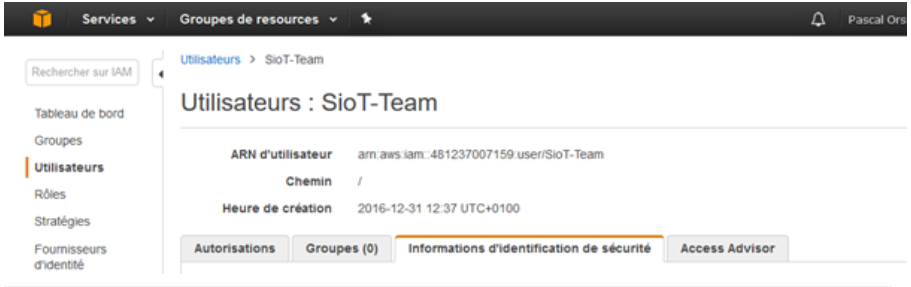 Services Groupes de resources Pascal Ors
Rechercher sur IAM
Tableau de bord
Groupes
Utilisateurs
Rôles
Stratégies
Fournisseurs
d'identité
Utilisateurs > SioT-Team
Utilisateurs : SioT-Team
ARN d'utilisateur arn:aws:iam::481237007159:user/SioT-Team
Chemin /
Heure de création 2016-12-31 12:37 UTC+0100
Autorisations Groupes (0) Informations d'identification de sécurité Access Advisor